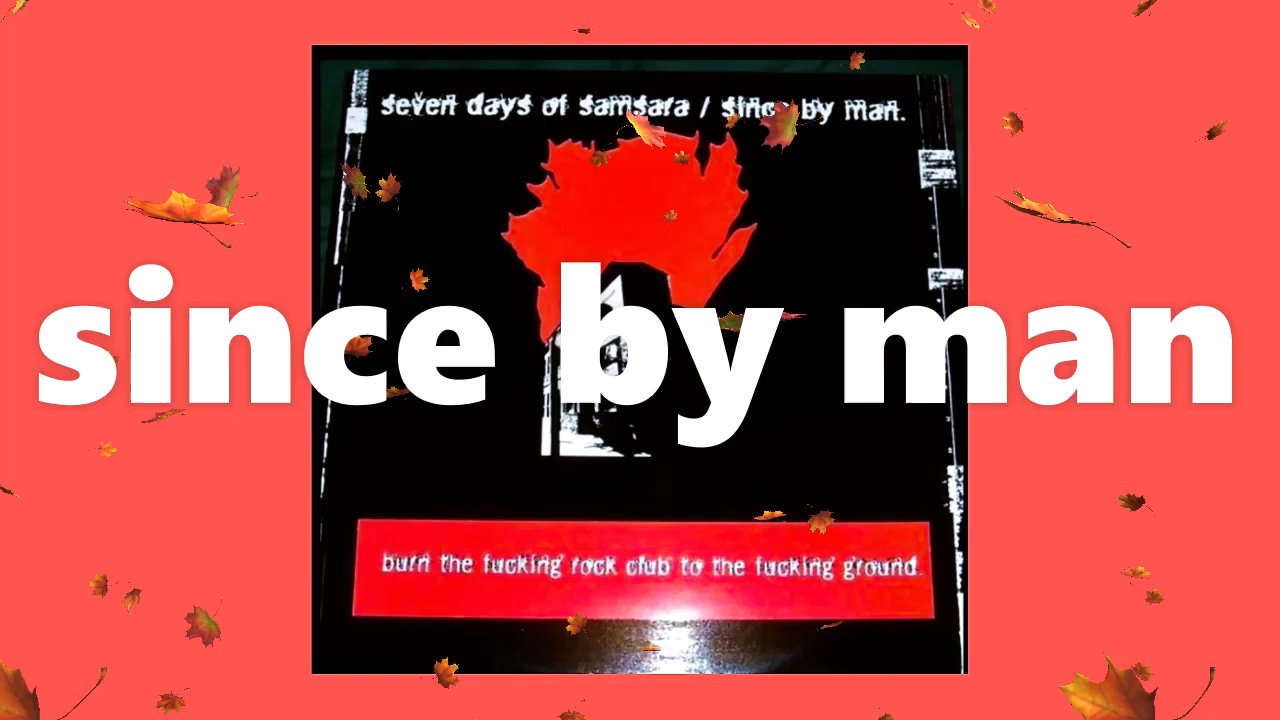 seven days of samsara / since by man.
since by man
burn the fucking rock club to the fucking ground.